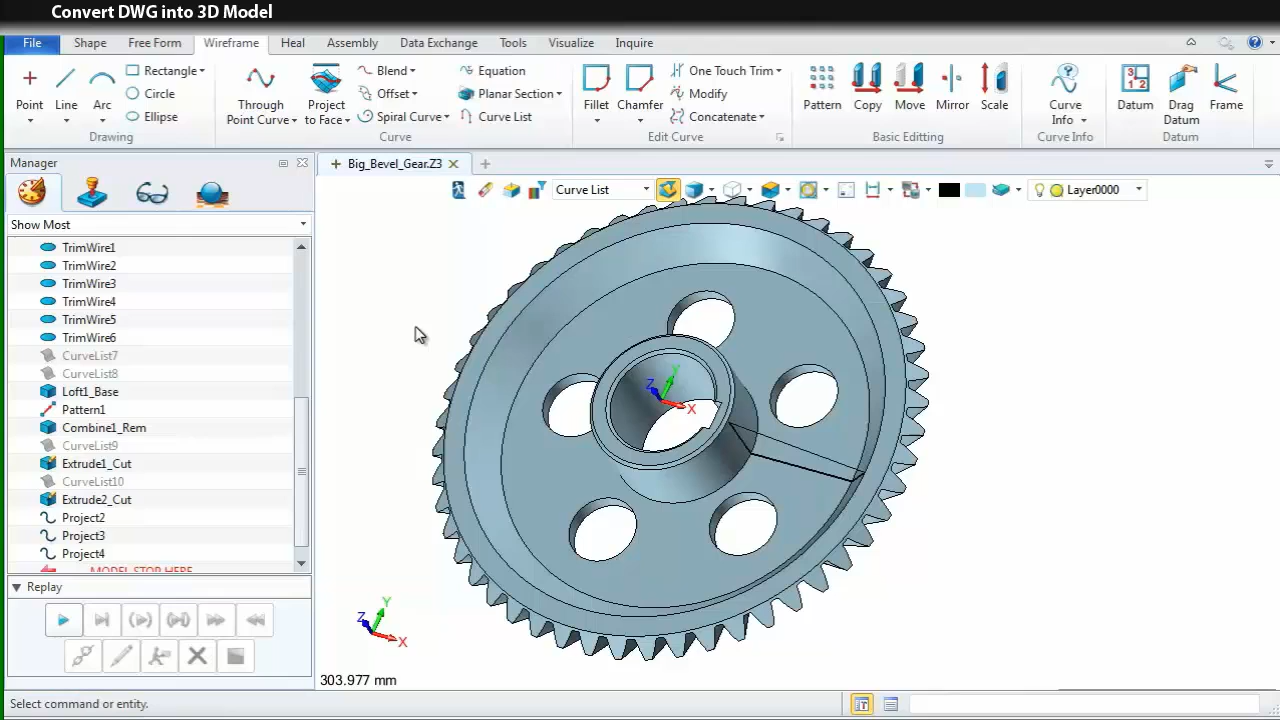 Convert DWG into 3D Model
File Shape Free Form Wireframe Heal Assembly Data Exchange Tools Visualize Inquire
Point Line Arc Rectangle Circle Ellipse
Drawing
Through Point Curve Project to Face Blend Offset Spiral Curve Equation Planar Section Curve List
Curve
Fillet Chamfer One Touch Trim Modify Concatenate
Edit Curve
Pattern Copy Move Mirror Scale
Basic Editing
Curve Info
Curve Info
Datum Drag Datum Frame
Datum
Manager
Big_Bevel_Gear.Z3
Curve List
Layer0000
Show Most
TrimWire1
TrimWire2
TrimWire3
TrimWire4
TrimWire5
TrimWire6
CurveList7
CurveList8
Loft1_Base
Pattern1
Combine1_Rem
CurveList9
Extrude1_Cut
CurveList10
Extrude2_Cut
Project2
Project3
Project4
MODEL STOP HERE
Replay
Z Y X
Z Y X
303.977 mm
Select command or entity.